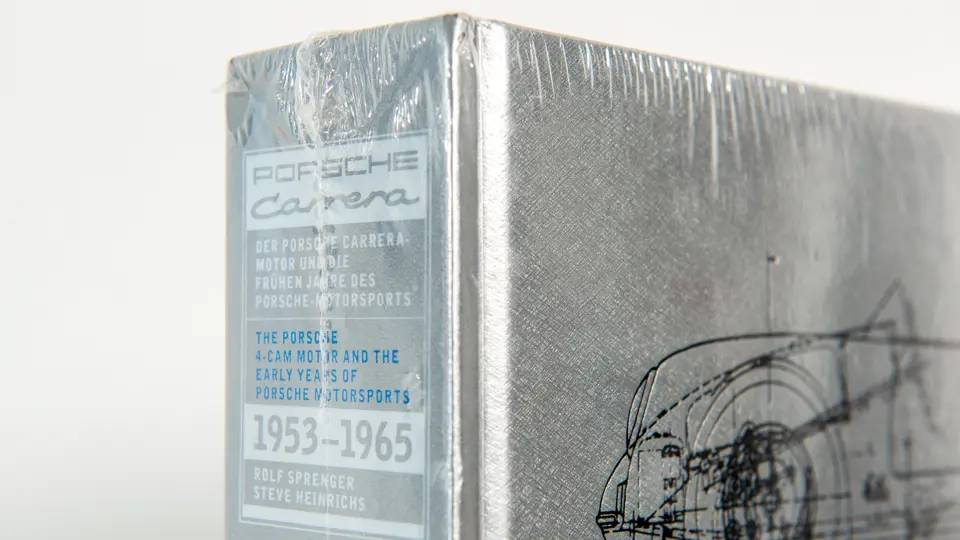 PORSCHE
Carrera
DER PORSCHE CARRERA-
MOTOR UND DIE
FRÜHEN JAHRE DES
PORSCHE-MOTORSPORTS
THE PORSCHE
4-CAM MOTOR AND THE
EARLY YEARS OF
PORSCHE MOTORSPORTS
1953–1965
ROLF SPRENGER
STEVE HEINRICHS